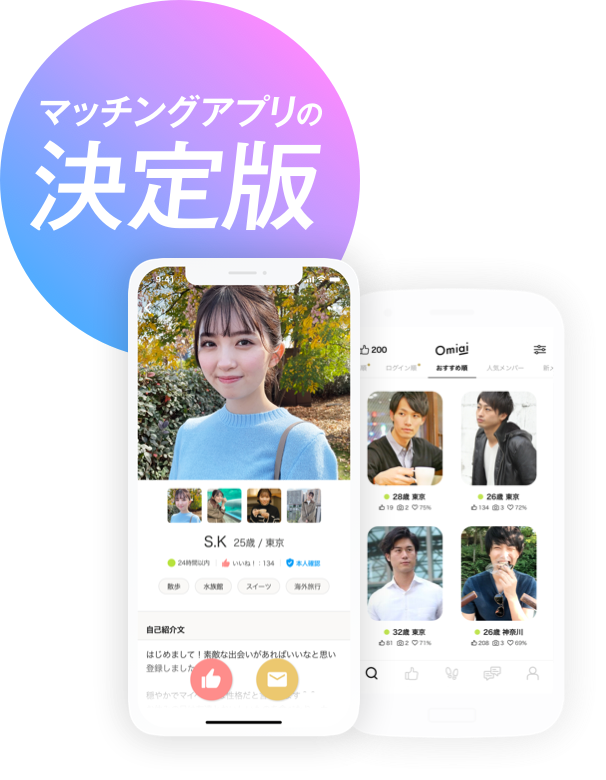 マッチングアプリの
決定版
9:41
S.K 25歳 / 東京
24時間以内 いいね！ 134 本人確認
散歩 水族館 スイーツ 海外旅行
自己紹介文
はじめまして！素敵な出会いがあればいいなと思い
登録しました
200 Omiai
ログイン順 おすすめ順 人気メンバー
28歳 東京
19 2 75%
26歳 東京
134 3 72%
32歳 東京
81 2 71%
26歳 神奈川
208 3 69%